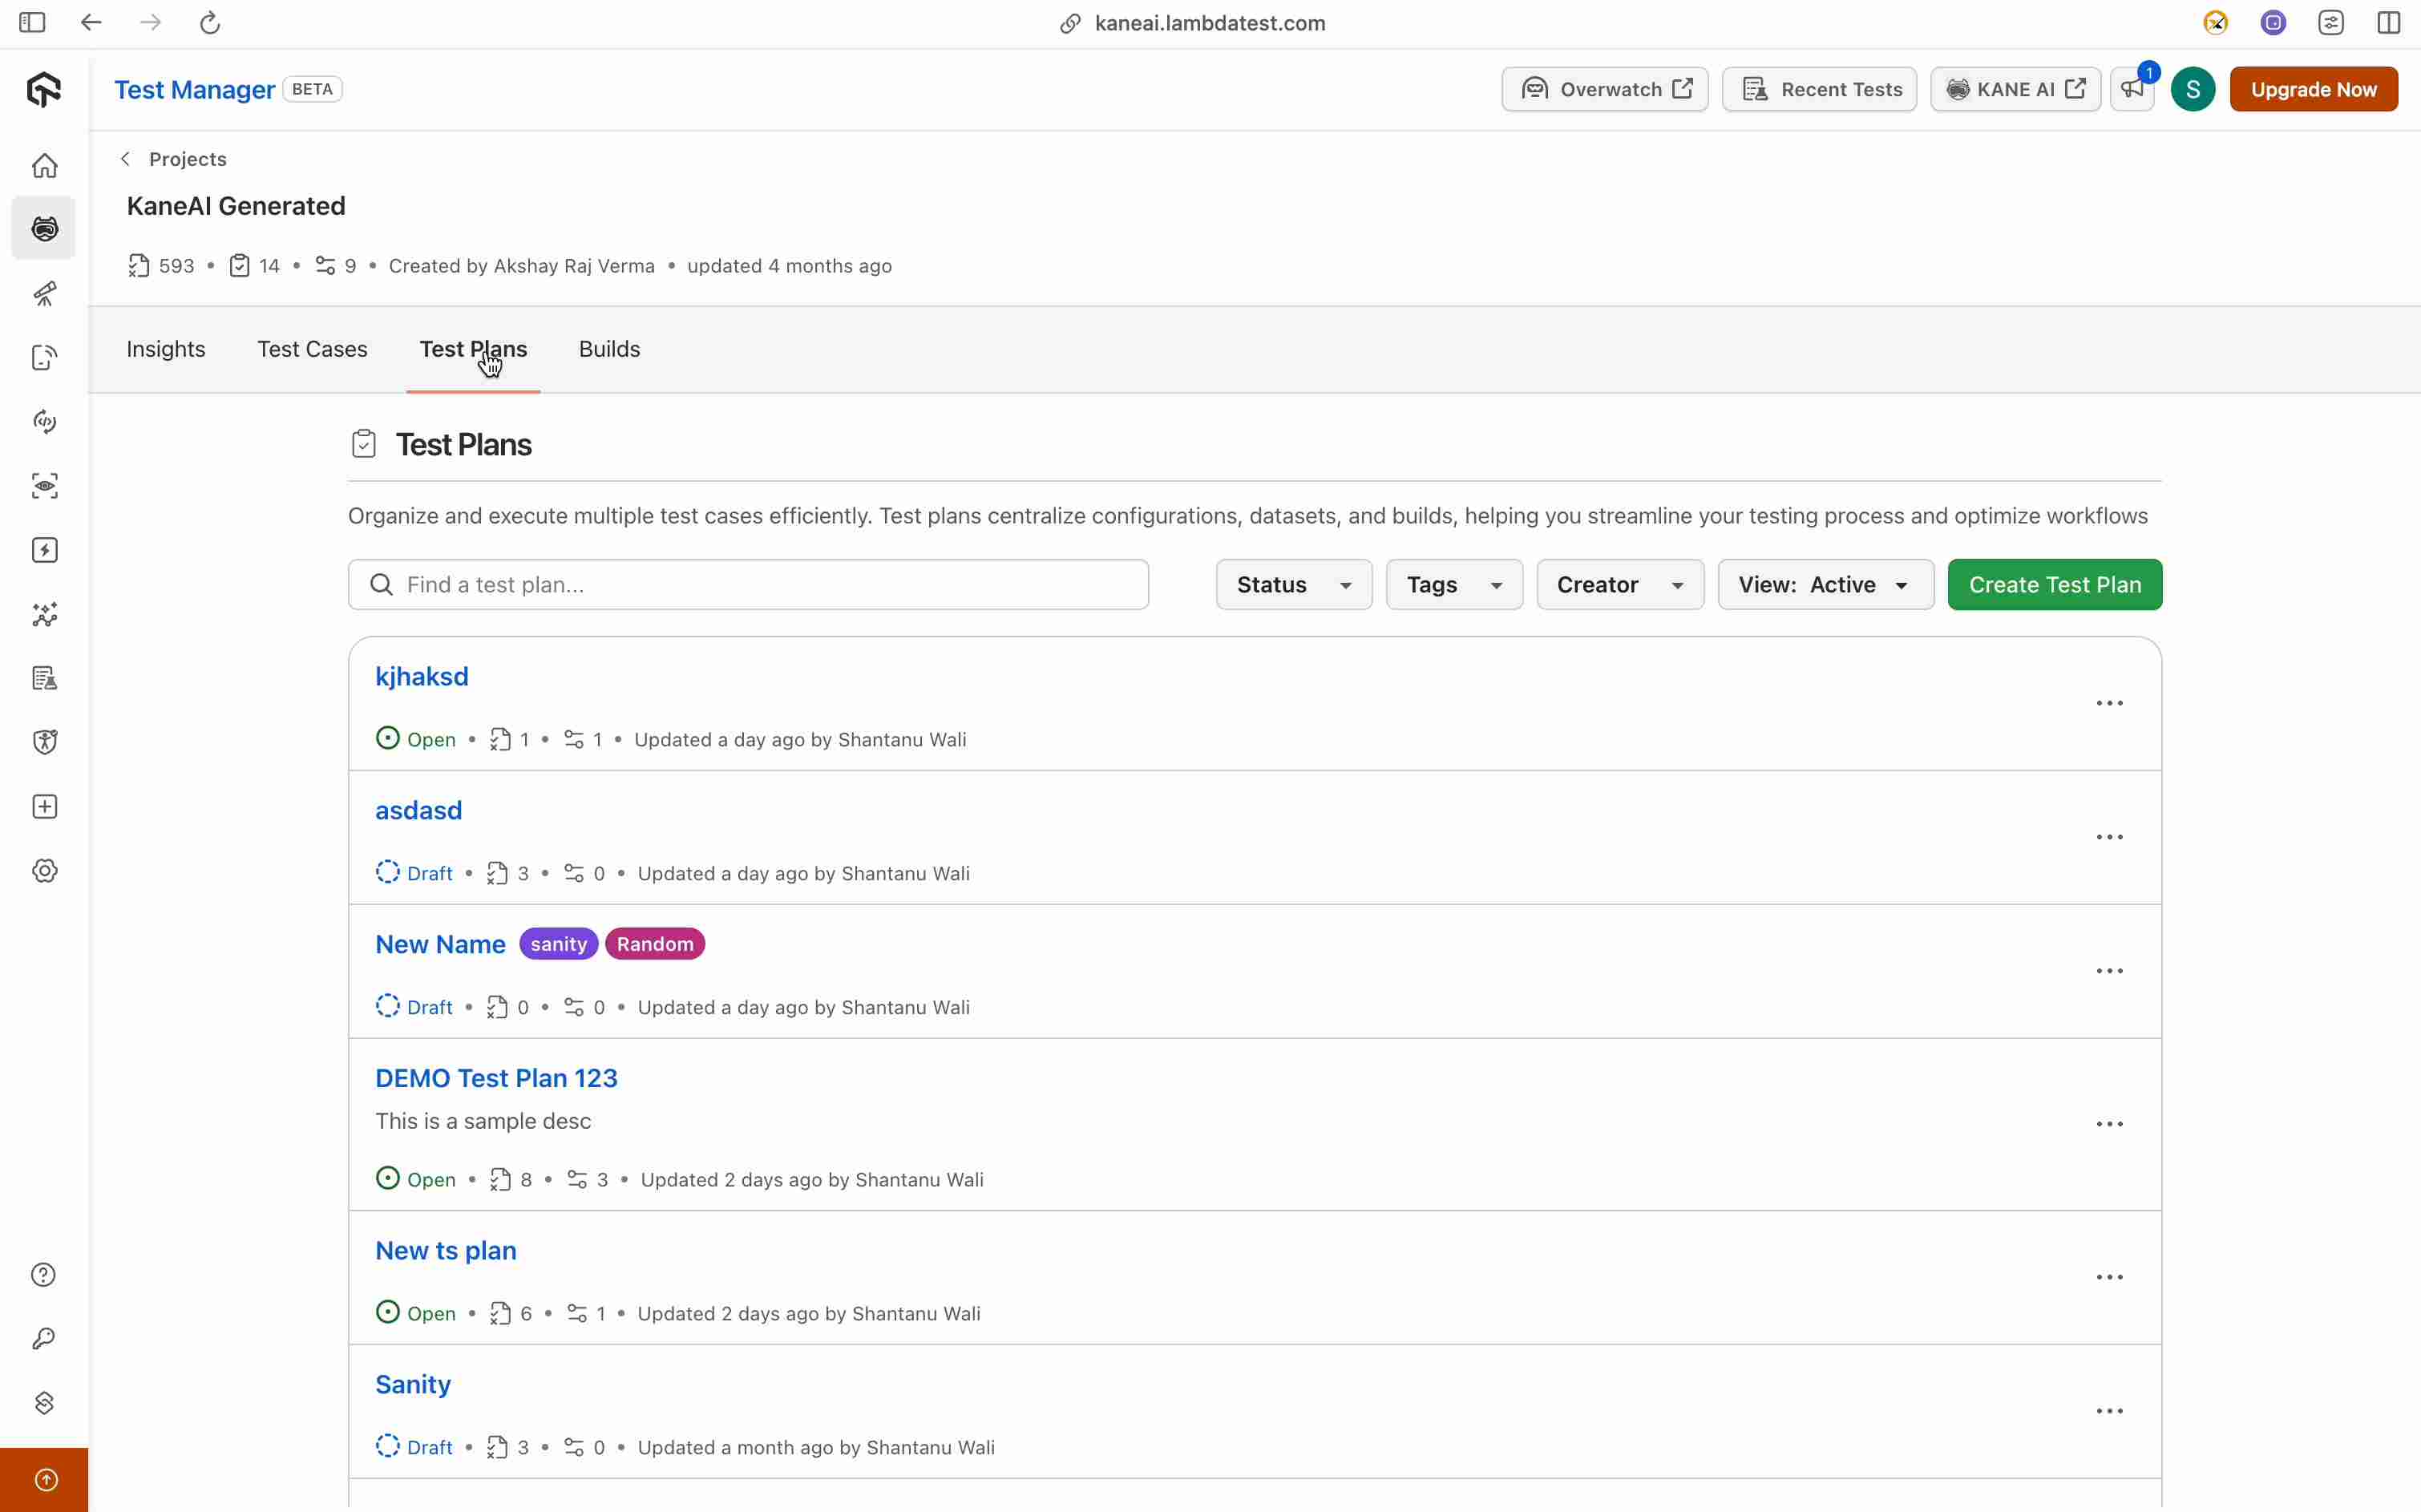 kaneai.lambdatest.com
Test Manager BETA
Overwatch
Recent Tests
KANE AI
1
S
Upgrade Now
Projects
KaneAI Generated
593 • 14 • 9 • Created by Akshay Raj Verma • updated 4 months ago
Insights Test Cases Test Plans Builds
Test Plans
Organize and execute multiple test cases efficiently. Test plans centralize configurations, datasets, and builds, helping you streamline your testing process and optimize workflows
Find a test plan...
Status
Tags
Creator
View: Active
Create Test Plan
kjhaksd
Open • 1 • 1 • Updated a day ago by Shantanu Wali
asdasd
Draft • 3 • 0 • Updated a day ago by Shantanu Wali
New Name sanity Random
Draft • 0 • 0 • Updated a day ago by Shantanu Wali
DEMO Test Plan 123
This is a sample desc
Open • 8 • 3 • Updated 2 days ago by Shantanu Wali
New ts plan
Open • 6 • 1 • Updated 2 days ago by Shantanu Wali
Sanity
Draft • 3 • 0 • Updated a month ago by Shantanu Wali